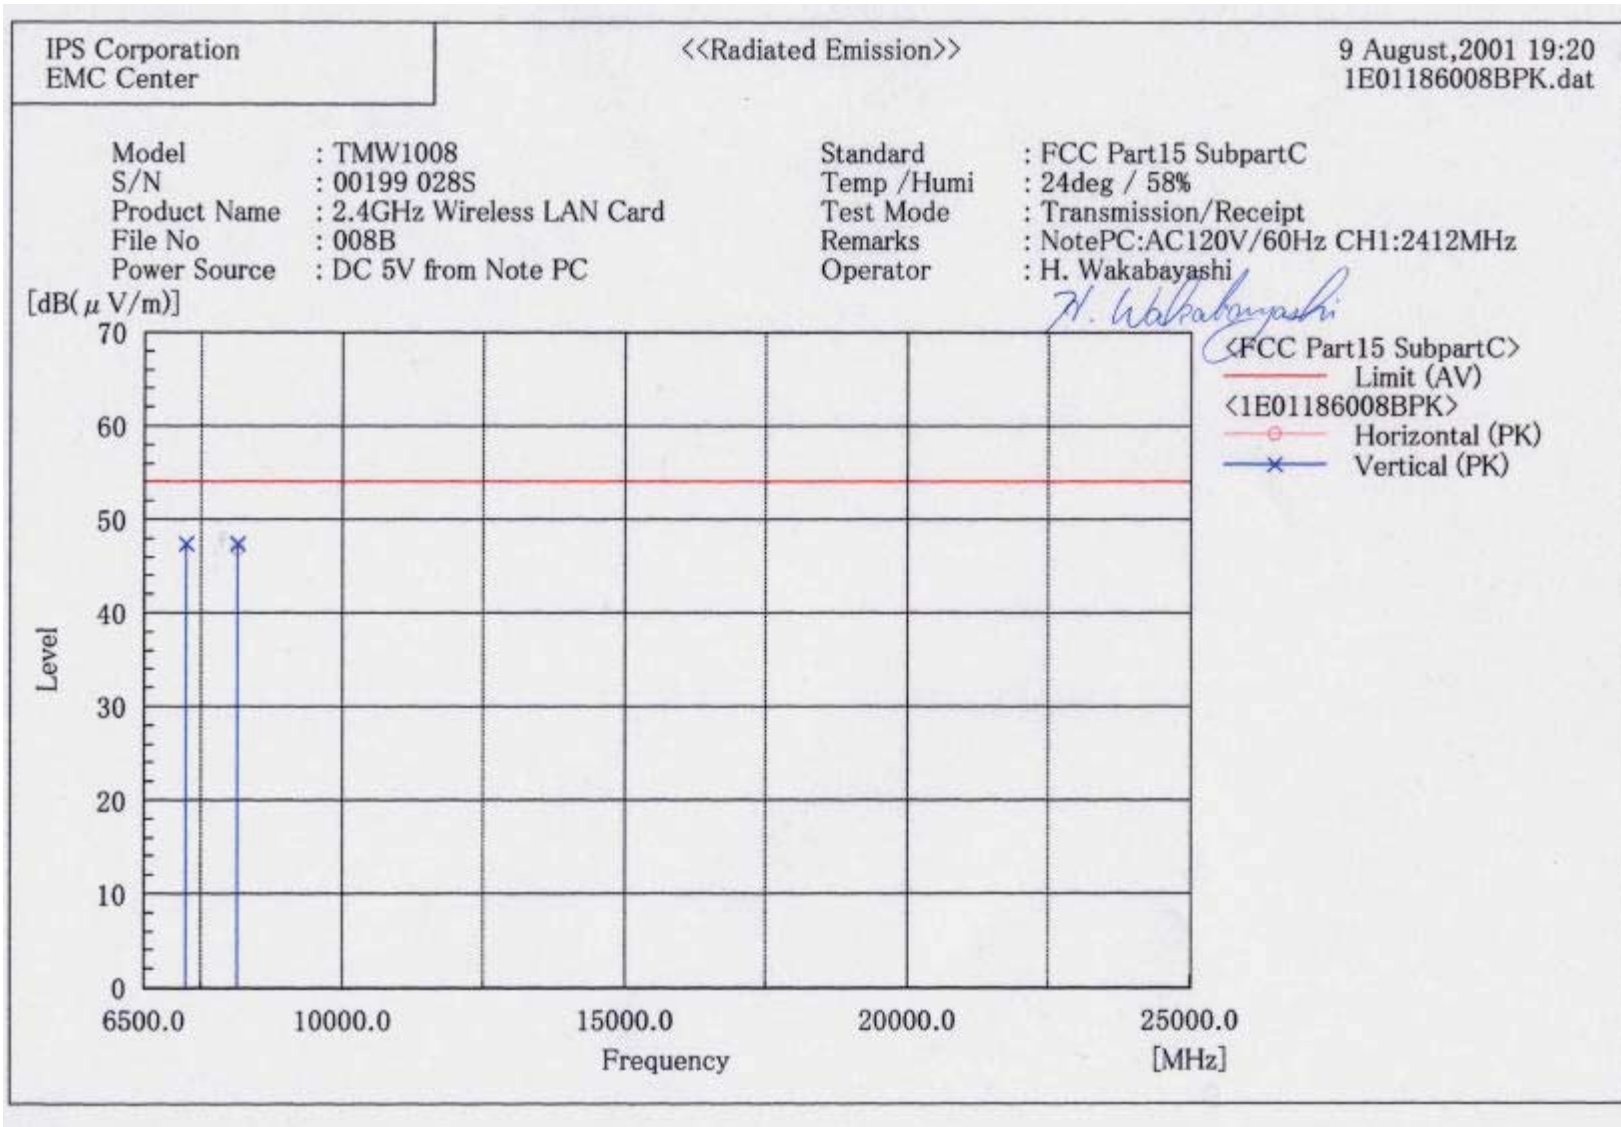 IPS Corporation
EMC Center
<<Radiated Emission>>
9 August,2001 19:20
1E01186008BPK.dat
Model : TMW1008
S/N : 00199 028S
Product Name : 2.4GHz Wireless LAN Card
File No : 008B
Power Source : DC 5V from Note PC
Standard : FCC Part15 SubpartC
Temp /Humi : 24deg / 58%
Test Mode : Transmission/Receipt
Remarks : NotePC:AC120V/60Hz CH1:2412MHz
Operator : H. Wakabayashi
H. Wakabayashi
[dB(μ V/m)]
70
60
50
40
30
20
10
0
Level
6500.0 10000.0 15000.0 20000.0 25000.0
Frequency [MHz]
<FCC Part15 SubpartC>
Limit (AV)
<1E01186008BPK>
Horizontal (PK)
Vertical (PK)